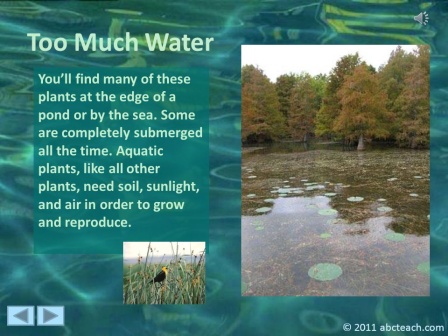 Too Much Water
You'll find many of these
plants at the edge of a
pond or by the sea. Some
are completely submerged
all the time. Aquatic
plants, like all other
plants, need soil, sunlight,
and air in order to grow
and reproduce.
© 2011 abcteach.com